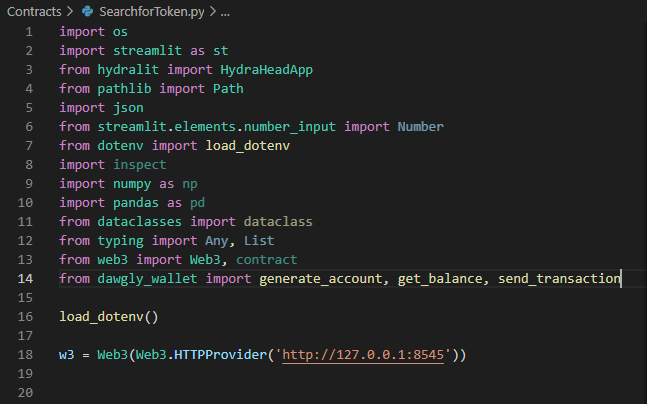 Contracts > SearchforToken.py > ...
1 import os
2 import streamlit as st
3 from hydralit import HydraHeadApp
4 from pathlib import Path
5 import json
6 from streamlit.elements.number_input import Number
7 from dotenv import load_dotenv
8 import inspect
9 import numpy as np
10 import pandas as pd
11 from dataclasses import dataclass
12 from typing import Any, List
13 from web3 import Web3, contract
14 from dawgly_wallet import generate_account, get_balance, send_transaction
15
16 load_dotenv()
17
18 w3 = Web3(Web3.HTTPProvider('http://127.0.0.1:8545'))
19
20